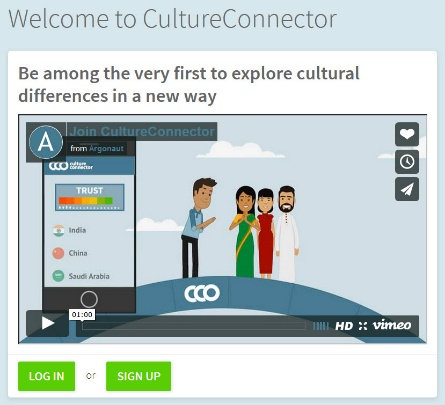 Welcome to CultureConnector
Be among the very first to explore cultural
differences in a new way
A
Join CultureConnector
from Argonaut
culture
connector
TRUST
India
China
Saudi Arabia
01:00
HD
vimeo
LOG IN
or
SIGN UP